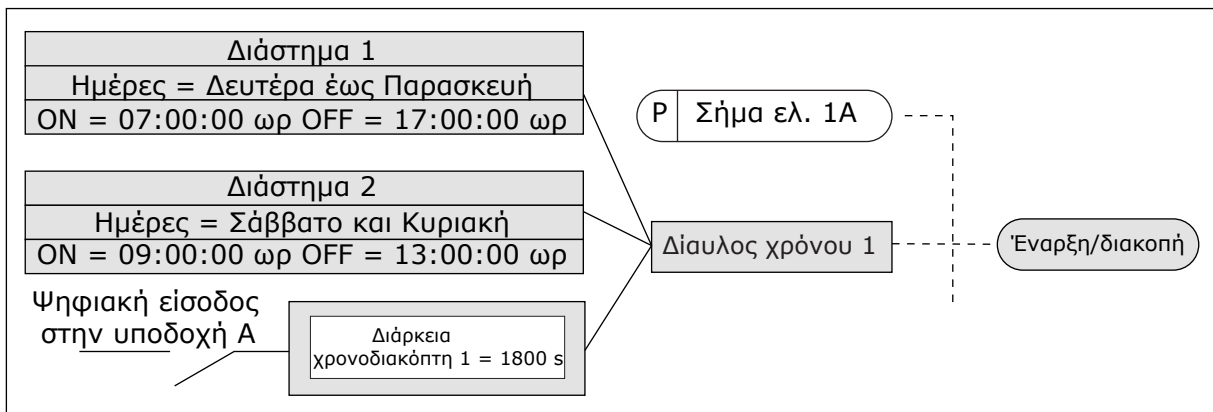 Διάστημα 1
Ημέρες = Δευτέρα έως Παρασκευή
ON = 07:00:00 ωρ OFF = 17:00:00 ωρ
P Σήμα ελ. 1A
Διάστημα 2
Ημέρες = Σάββατο και Κυριακή
ON = 09:00:00 ωρ OFF = 13:00:00 ωρ
Δίαυλος χρόνου 1
Έναρξη/διακοπή
Ψηφιακή είσοδος
στην υποδοχή A
Διάρκεια
χρονοδιακόπτη 1 = 1800 s